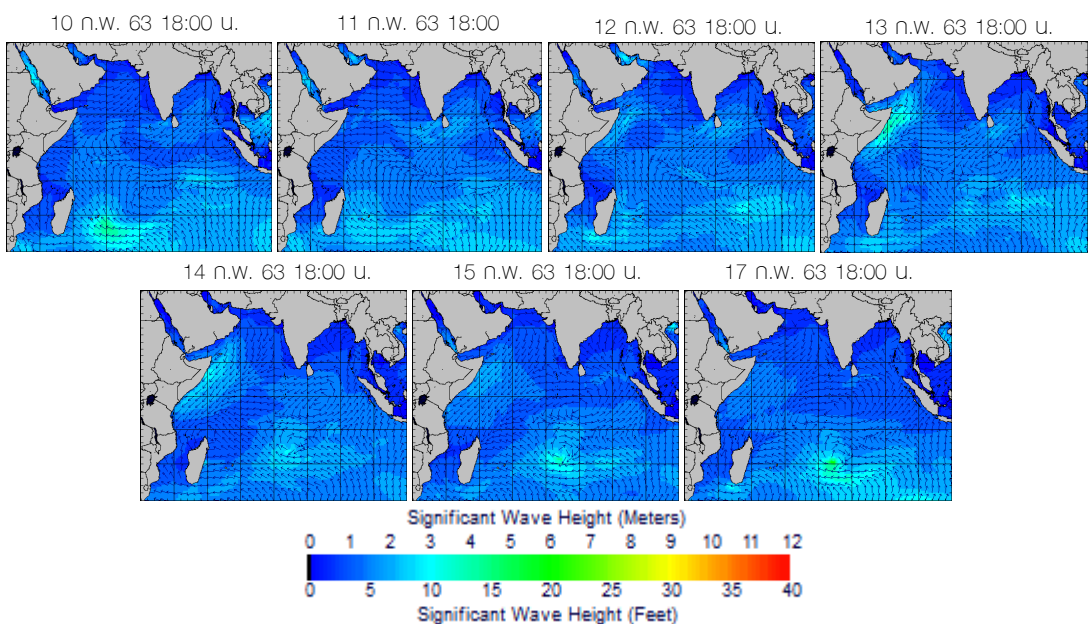 10 ก.พ. 63 18:00 น.
11 ก.พ. 63 18:00
12 ก.พ. 63 18:00 น.
13 ก.พ. 63 18:00 น.
14 ก.พ. 63 18:00 น.
15 ก.พ. 63 18:00 น.
17 ก.พ. 63 18:00 น.
Significant Wave Height (Meters)
0 1 2 3 4 5 6 7 8 9 10 11 12
0 5 10 15 20 25 30 35 40
Significant Wave Height (Feet)